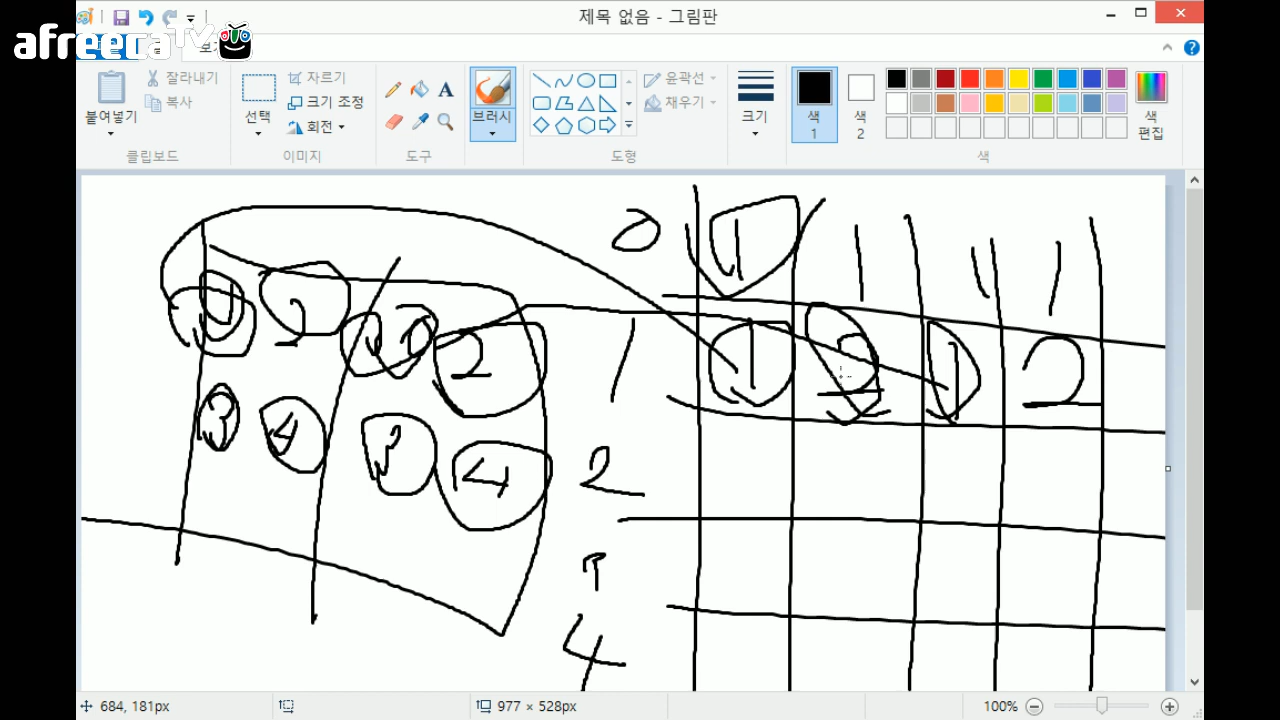 제목 없음 - 그림판
afreecaTV
잘라내기
복사
붙여넣기
클립보드
선택
자르기
크기 조정
회전
이미지
A
도구
브러시
윤곽선
채우기
도형
크기
색
1
색
2
색
편집
색
0 1 1 1 1
1 2 1 2 2
1 1 2 1 2
3 4 3 4
2
4
684, 181px
977 × 528px
100%